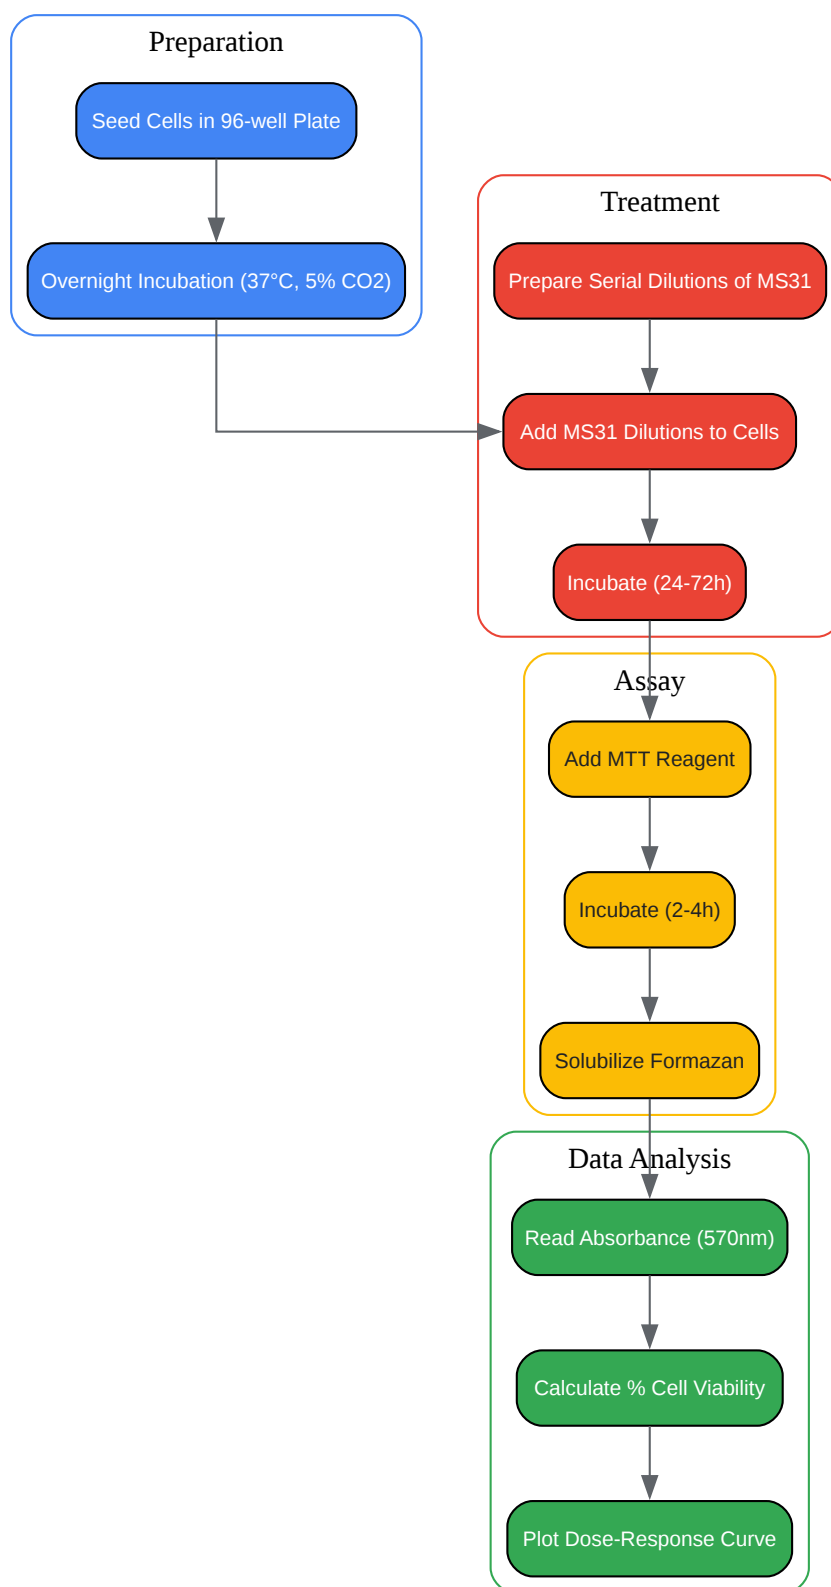 Preparation
Seed Cells in 96-well Plate
Overnight Incubation (37°C, 5% CO2)
Treatment
Prepare Serial Dilutions of MS31
Add MS31 Dilutions to Cells
Incubate (24-72h)
Assay
Add MTT Reagent
Incubate (2-4h)
Solubilize Formazan
Data Analysis
Read Absorbance (570nm)
Calculate % Cell Viability
Plot Dose-Response Curve